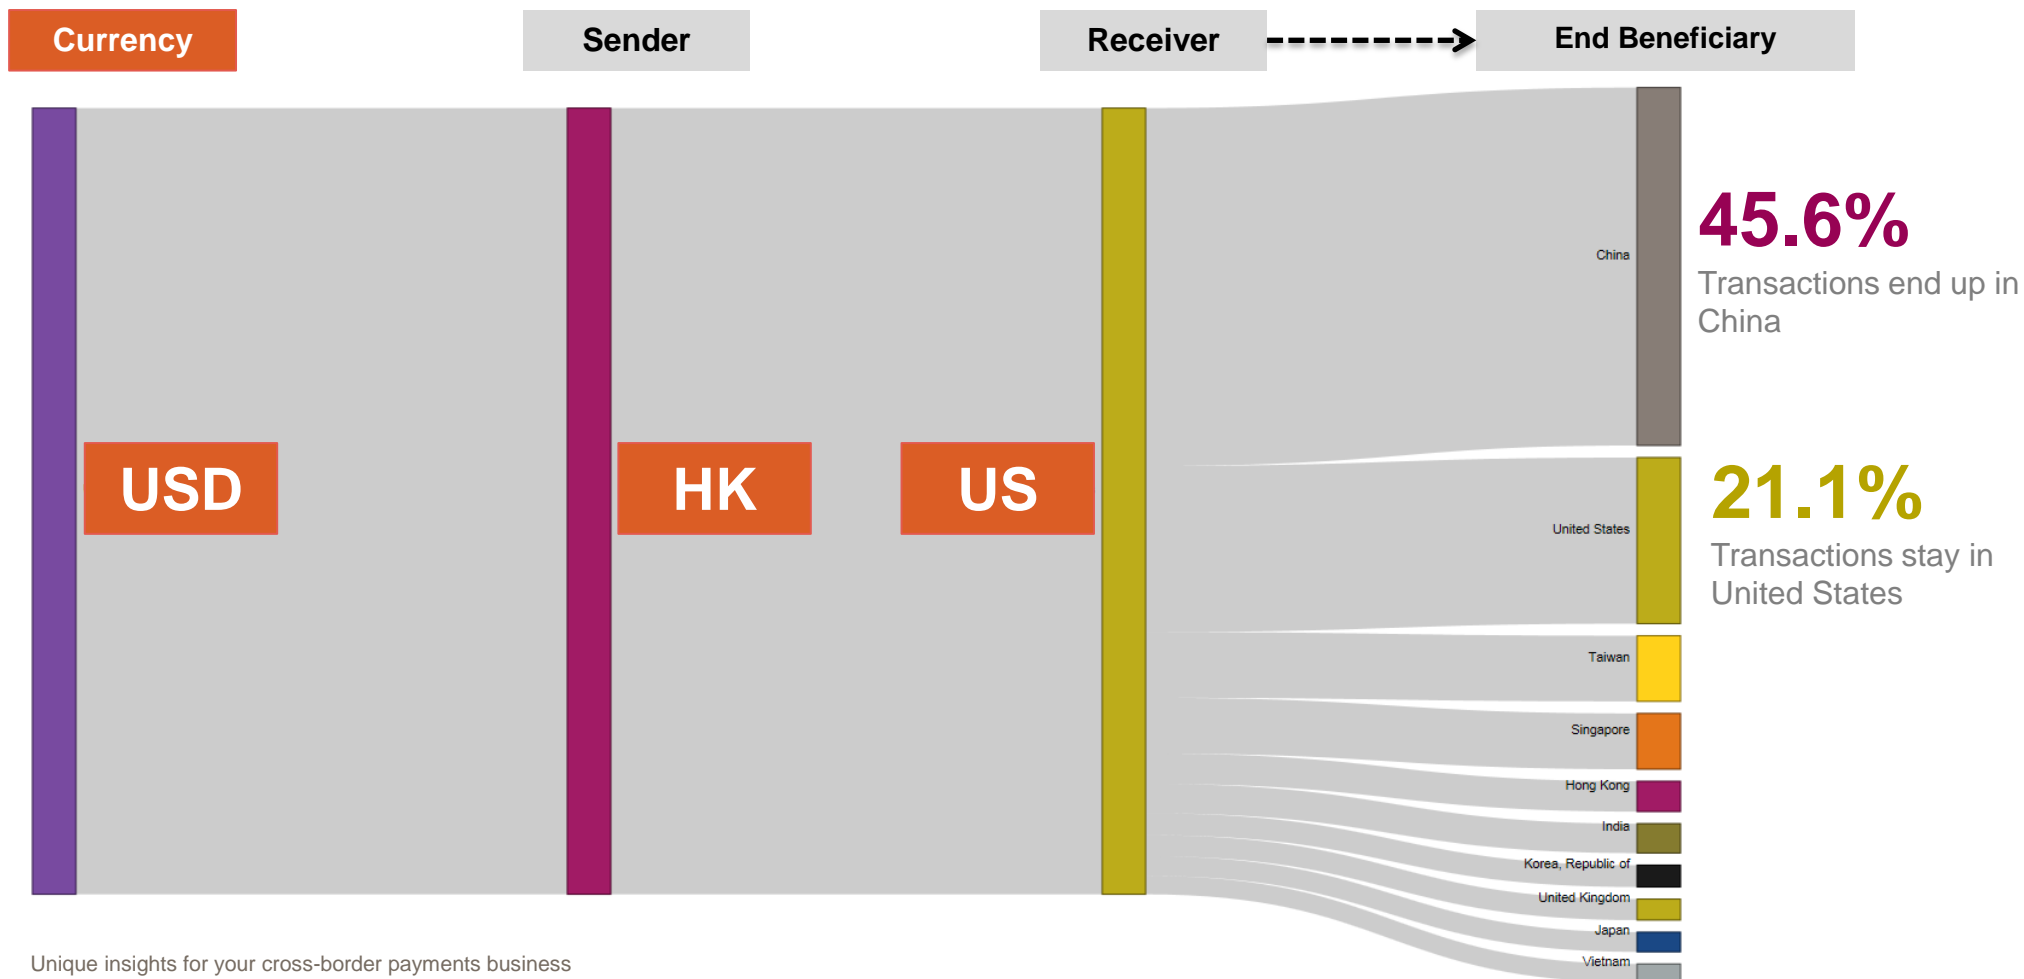 Currency
Sender
Receiver
End Beneficiary
China
45.6%
Transactions end up in
China
USD
HK
US
United States
21.1%
Transactions stay in
United States
Taiwan
Singapore
Hong Kong
India
Korea, Republic of
United Kingdom
Japan
Vietnam
Unique insights for your cross-border payments business